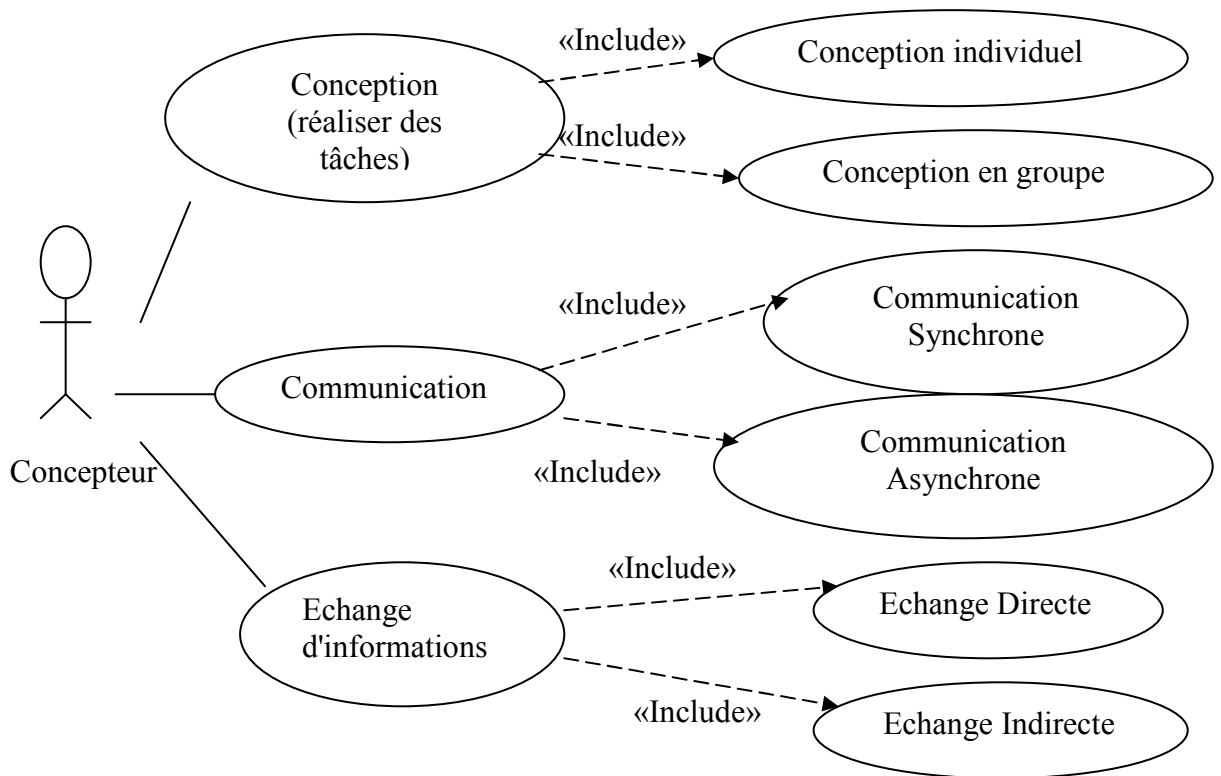 «Include»
Conception individuel
Conception
(réaliser des
tâches)
«Include»
Conception en groupe
«Include»
Communication
Synchrone
Communication
Communication
Asynchrone
«Include»
Concepteur
«Include»
Echange Directe
Echange
d'informations
«Include»
Echange Indirecte